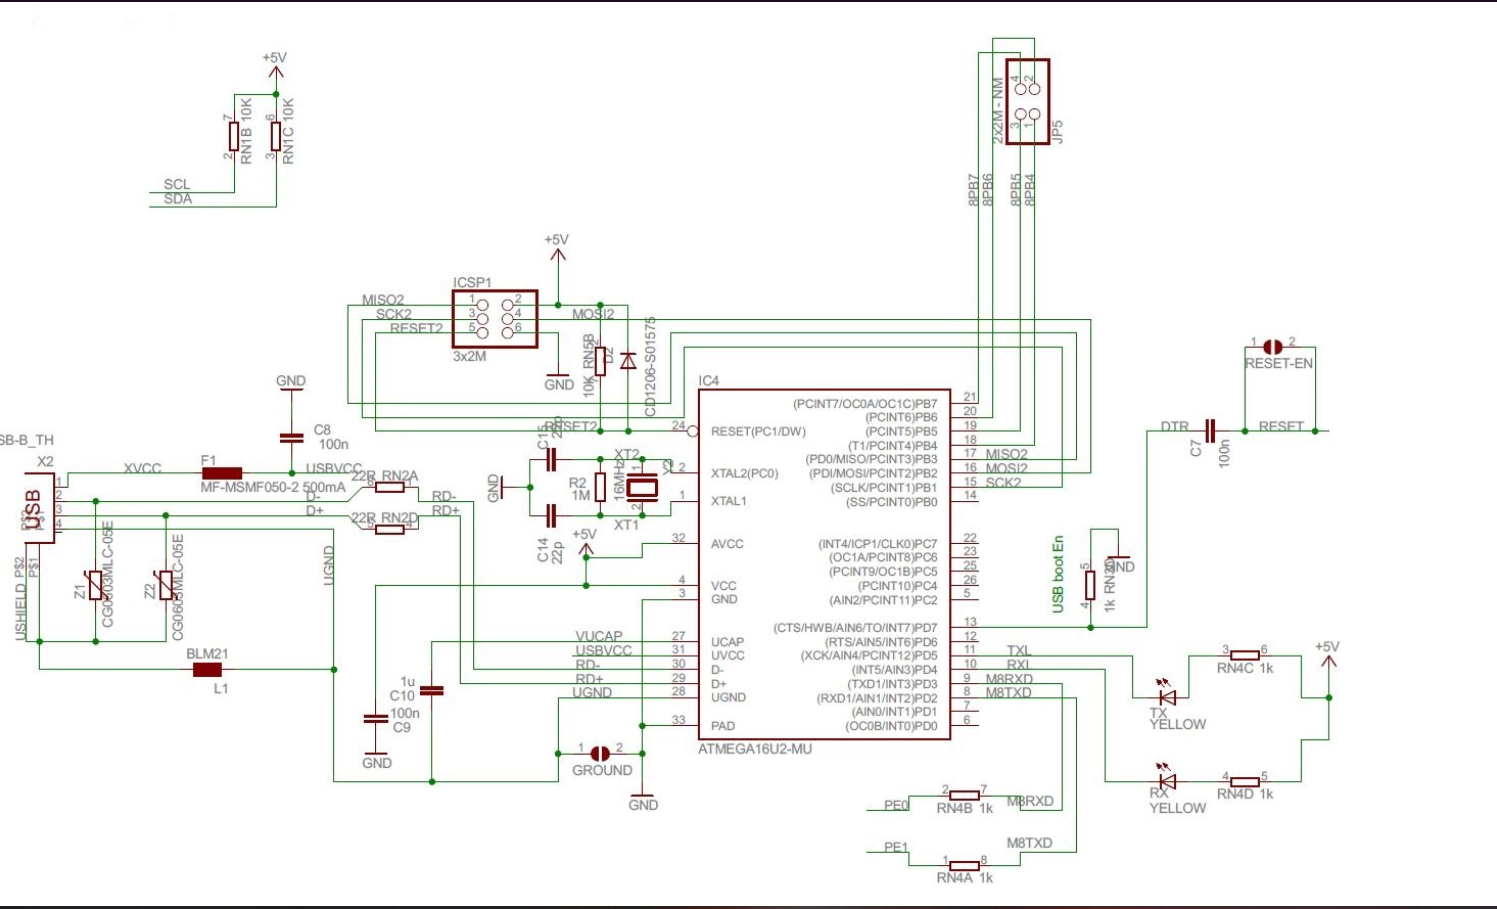 +5V
7
RN1B 10K
2
6
RN1C 10K
3
SCL
SDA
4 2
3 1
2x2M - NM
JP5
8PB7
8PB6
8PB5
8PB4
+5V
ICSP1
MISO2
SCK2
RESET2
1 2
3 4
5 6
3x2M
MOSI2
GND
10K RN5B
D2
CD1206-S01575
RESET2
IC4
24 RESET(PC1/DW)
2 XTAL2(PC0)
1 XTAL1
32 AVCC
4 VCC
3 GND
27 UCAP
31 UVCC
30 D-
29 D+
28 UGND
33 PAD
(PCINT7/OC0A/OC1C)PB7 21
(PCINT6)PB6 20
(PCINT5)PB5 19
(T1/PCINT4)PB4 18
(PD0/MISO/PCINT3)PB3 17 MISO2
(PDI/MOSI/PCINT2)PB2 16 MOSI2
(SCLK/PCINT1)PB1 15 SCK2
(SS/PCINT0)PB0 14
(INT4/ICP1/CLK0)PC7 22
(OC1A/PCINT8)PC6 23
(PCINT9/OC1B)PC5 25
(PCINT10)PC4 26
(AIN2/PCINT11)PC2 5
(CTS/HWB/AIN6/TO/INT7)PD7 13
(RTS/AIN5/INT6)PD6 12
(XCK/AIN4/PCINT12)PD5 11 TXL
(INT5/AIN3)PD4 10 RXL
(TXD1/INT3)PD3 9 M8RXD
(RXD1/AIN1/INT2)PD2 8 M8TXD
(AIN0/INT1)PD1 7
(OC0B/INT0)PD0 6
ATMEGA16U2-MU
GND
C8
100n
SB-B_TH
X2
USB
1
2
3
4
XVCC
F1
MF-MSMF050-2 500mA
USBVCC
D-
D+
22R RN2A
22R RN2D
RD-
RD+
P$2
P$1
USHIELD
Z1
CG0603MLC-05E
Z2
CG0603MLC-05E
UGND
BLM21
L1
GND
22p
XT2
R2
1M
16MHz
1
2
XT1
C14
22p
+5V
VUCAP
USBVCC
RD-
RD+
UGND
1u
C10
100n
C9
GND
1 2
GROUND
GND
USB boot En
5
4
GND
DTR
C7
100n
1 2
RESET-EN
RESET
TX
YELLOW
3 6
RN4C 1k
+5V
RX
YELLOW
4 5
RN4D 1k
PE0
2 7
RN4B 1k
M8RXD
PE1
1 8
RN4A 1k
M8TXD